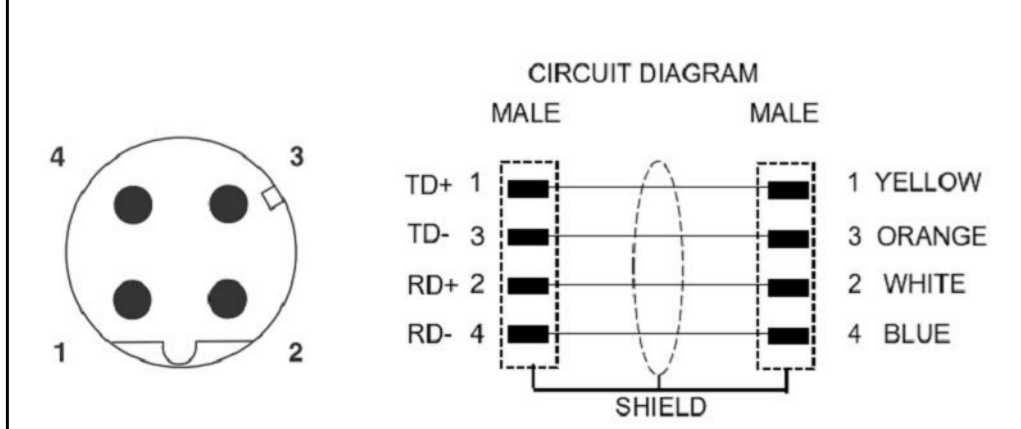 CIRCUIT DIAGRAM
MALE MALE
4 3
1 2
TD+ 1 1 YELLOW
TD- 3 3 ORANGE
RD+ 2 2 WHITE
RD- 4 4 BLUE
SHIELD